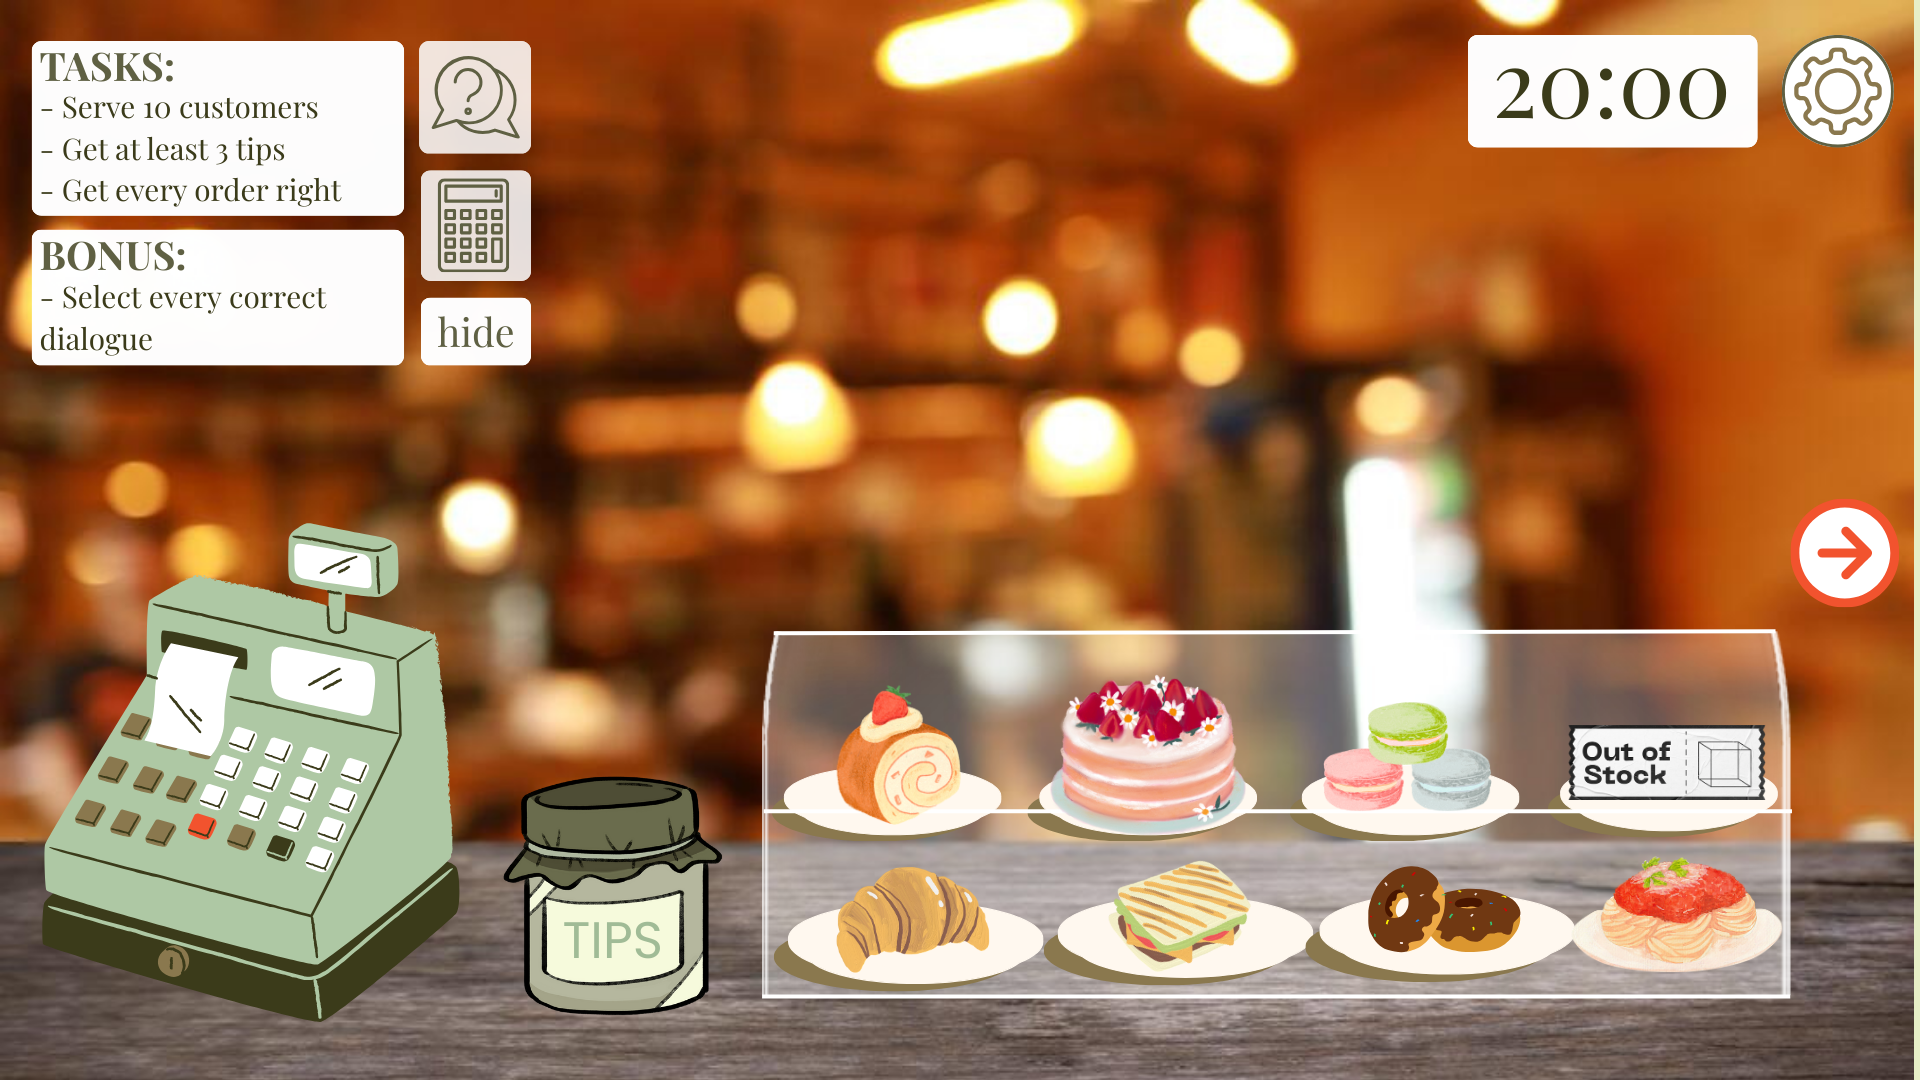 TASKS:
- Serve 10 customers
- Get at least 3 tips
- Get every order right
BONUS:
- Select every correct
dialogue
?
hide
20:00
TIPS
Out of
Stock